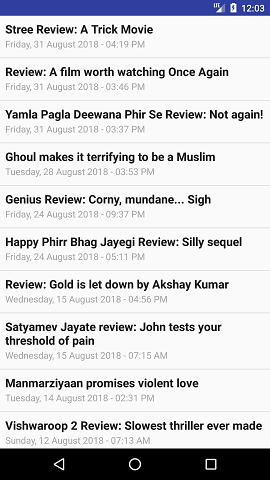 LTE 12:03
Stree Review: A Trick Movie
Friday, 31 August 2018 - 04:19 PM
Review: A film worth watching Once Again
Friday, 31 August 2018 - 03:46 PM
Yamla Pagla Deewana Phir Se Review: Not again!
Friday, 31 August 2018 - 03:37 PM
Ghoul makes it terrifying to be a Muslim
Tuesday, 28 August 2018 - 03:53 PM
Genius Review: Corny, mundane... Sigh
Friday, 24 August 2018 - 09:37 PM
Happy Phirr Bhag Jayegi Review: Silly sequel
Friday, 24 August 2018 - 05:11 PM
Review: Gold is let down by Akshay Kumar
Wednesday, 15 August 2018 - 04:56 PM
Satyamev Jayate review: John tests your
threshold of pain
Wednesday, 15 August 2018 - 07:15 AM
Manmarziyaan promises violent love
Tuesday, 14 August 2018 - 02:31 PM
Vishwaroop 2 Review: Slowest thriller ever made
Sunday, 12 August 2018 - 07:13 AM